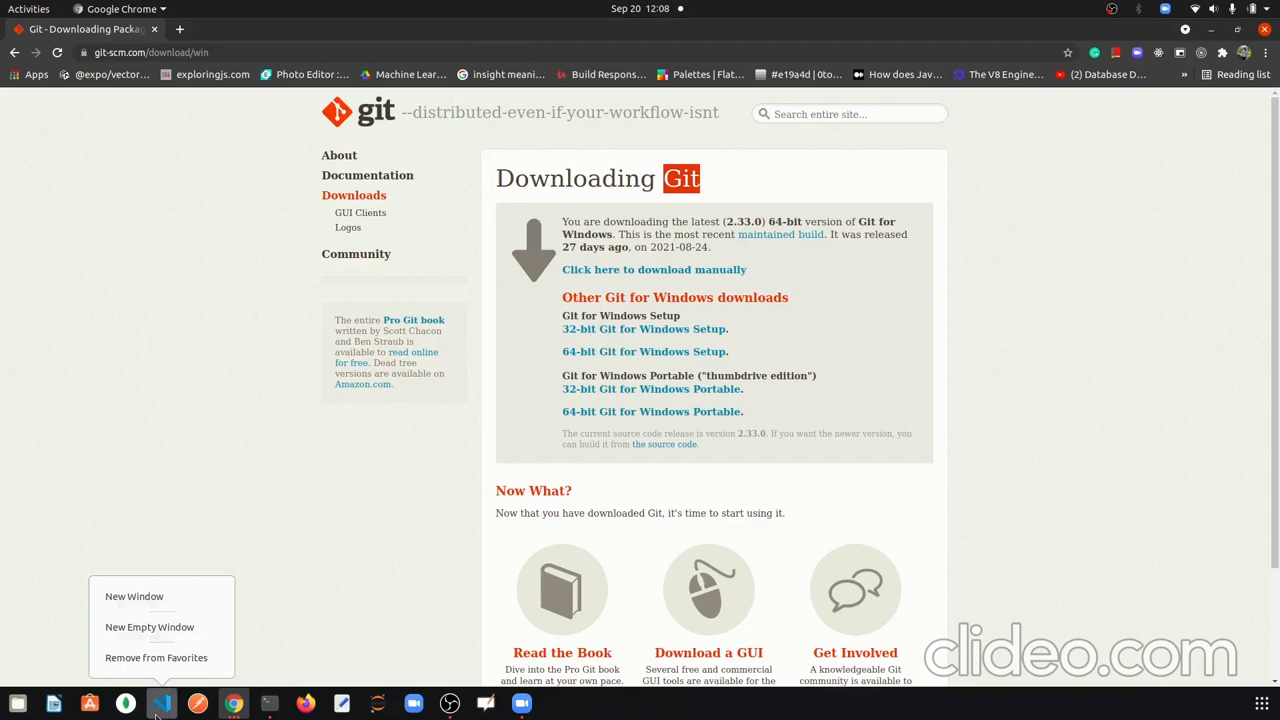 Activities
Google Chrome
Sep 20 12:08
Git - Downloading Packag
git-scm.com/download/win
Apps
@expo/vector...
exploringjs.com
Photo Editor :...
Machine Lear...
insight meani...
Build Respons...
Palettes | Flat...
#e19a4d | 0to...
How does Jav...
The V8 Engine...
(2) Database D...
»
Reading list
git --distributed-even-if-your-workflow-isnt
Search entire site...
About
Documentation
Downloads
GUI Clients
Logos
Community
The entire Pro Git book
written by Scott Chacon
and Ben Straub is
available to read online
for free. Dead tree
versions are available on
Amazon.com.
Downloading Git
You are downloading the latest (2.33.0) 64-bit version of Git for
Windows. This is the most recent maintained build. It was released
27 days ago, on 2021-08-24.
Click here to download manually
Other Git for Windows downloads
Git for Windows Setup
32-bit Git for Windows Setup.
64-bit Git for Windows Setup.
Git for Windows Portable ("thumbdrive edition")
32-bit Git for Windows Portable.
64-bit Git for Windows Portable.
The current source code release is version 2.33.0. If you want the newer version, you
can build it from the source code.
Now What?
Now that you have downloaded Git, it's time to start using it.
Read the Book
Dive into the Pro Git book
and learn at your own pace.
Download a GUI
Several free and commercial
GUI tools are available for the
Get Involved
A knowledgeable Git
community is available to
New Window
New Empty Window
Remove from Favorites
clideo.com